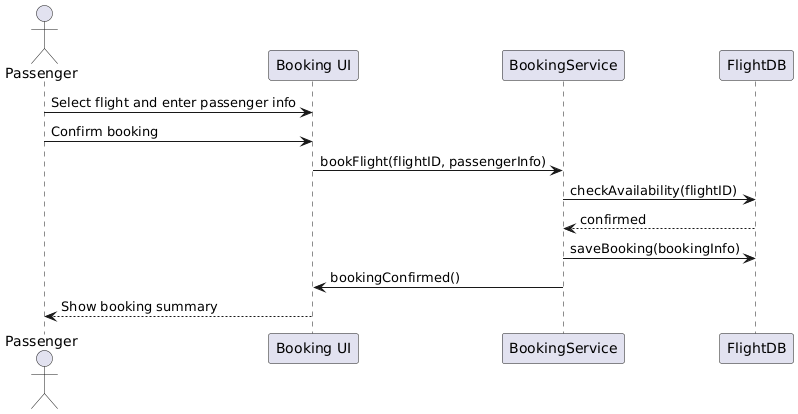 Passenger
Booking UI
BookingService
FlightDB
Select flight and enter passenger info
Confirm booking
bookFlight(flightID, passengerInfo)
checkAvailability(flightID)
confirmed
saveBooking(bookingInfo)
bookingConfirmed()
Show booking summary
Passenger
Booking UI
BookingService
FlightDB